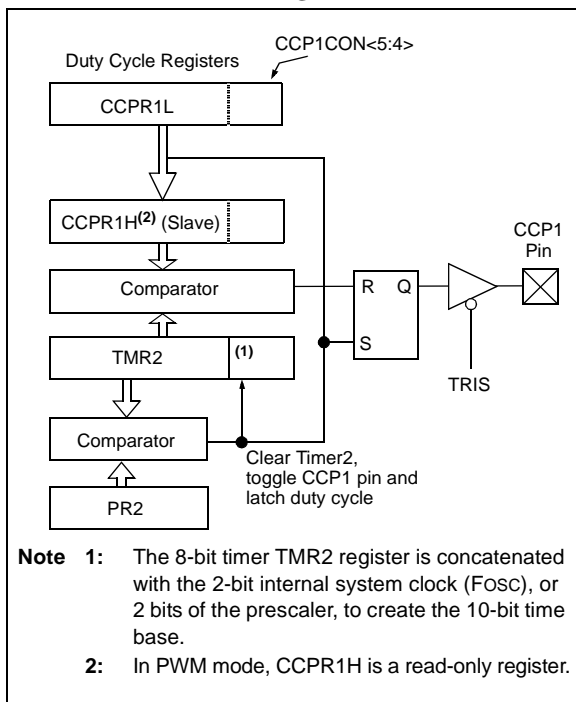 CCP1CON<5:4>
Duty Cycle Registers
CCPR1L
CCPR1H(2) (Slave)
CCP1
Pin
Comparator
R Q
TMR2
(1)
S
TRIS
Comparator
Clear Timer2,
toggle CCP1 pin and
latch duty cycle
PR2
Note 1: The 8-bit timer TMR2 register is concatenated
with the 2-bit internal system clock (FOSC), or
2 bits of the prescaler, to create the 10-bit time
base.
2: In PWM mode, CCPR1H is a read-only register.